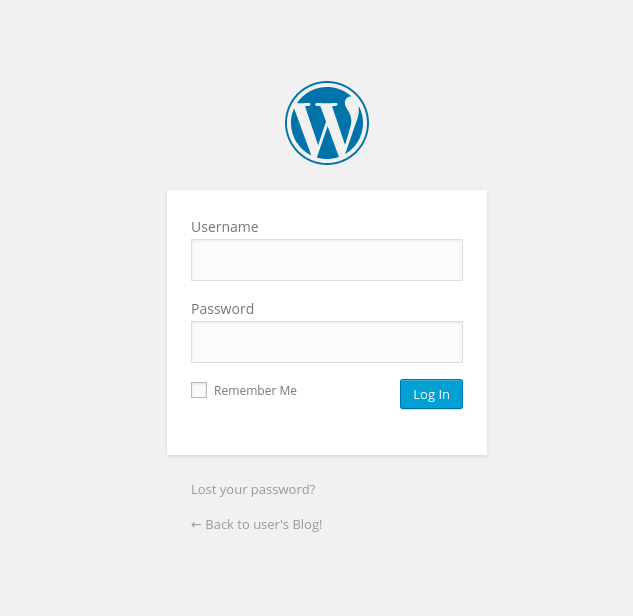 Username
Password
Remember Me
Log In
Lost your password?
← Back to user's Blog!